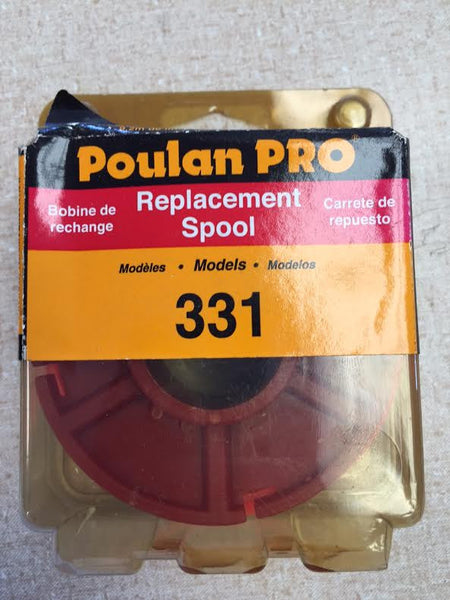 Poulan PRO®
Bobine de rechange
Replacement Spool
Carrete de repuesto
Modèles • Models • Modelos
331